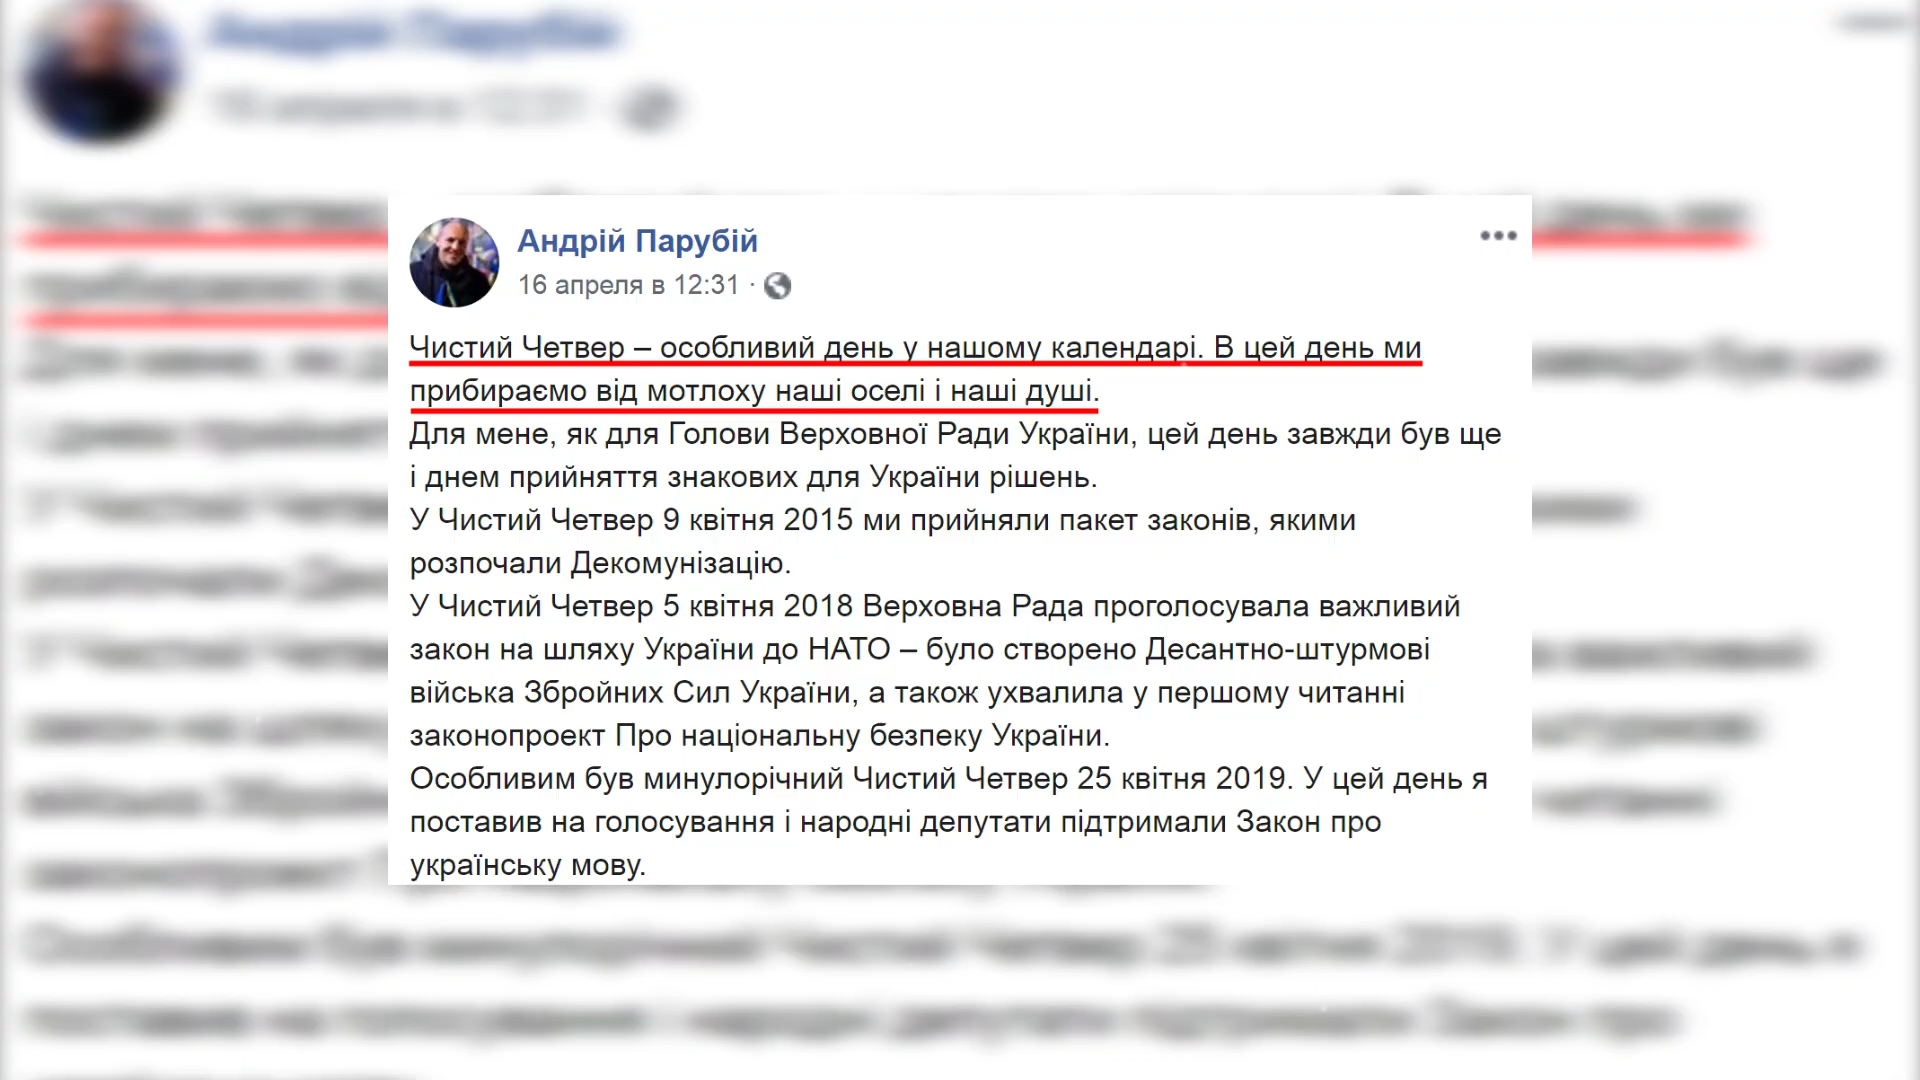 Андрій Парубій
16 апреля в 12:31 ·
Чистий Четвер – особливий день у нашому календарі. В цей день ми
прибираємо від мотлоху наші оселі і наші душі.
Для мене, як для Голови Верховної Ради України, цей день завжди був ще
і днем прийняття знакових для України рішень.
У Чистий Четвер 9 квітня 2015 ми прийняли пакет законів, якими
розпочали Декомунізацію.
У Чистий Четвер 5 квітня 2018 Верховна Рада проголосувала важливий
закон на шляху України до НАТО – було створено Десантно-штурмові
війська Збройних Сил України, а також ухвалила у першому читанні
законопроект Про національну безпеку України.
Особливим був минулорічний Чистий Четвер 25 квітня 2019. У цей день я
поставив на голосування і народні депутати підтримали Закон про
українську мову.